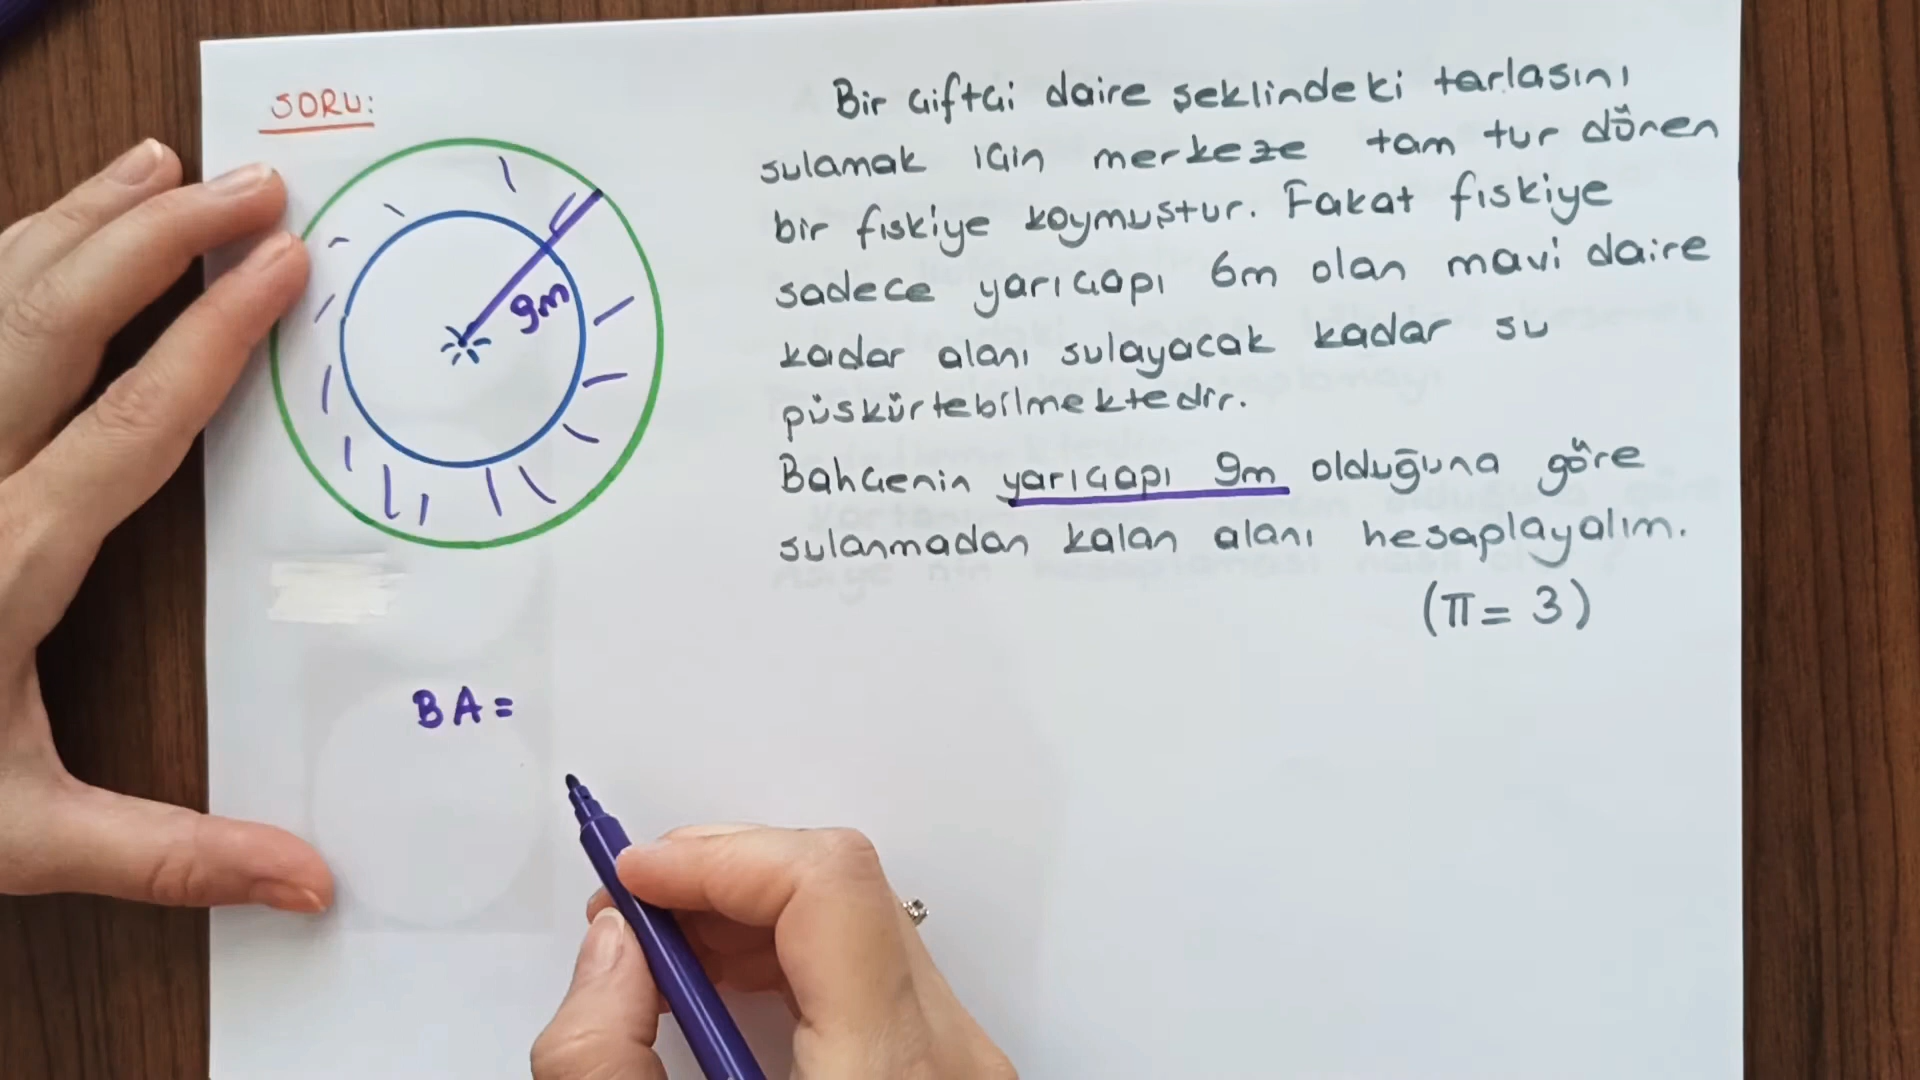 SORU:
Bir çiftçi daire şeklindeki tarlasını
sulamak için merkeze tam tur dönen
bir fıskiye koymuştur. Fakat fıskiye
sadece yarıçapı 6m olan mavi daire
kadar alanı sulayacak kadar su
püskürtebilmektedir.
Bahçenin yarıçapı 9m olduğuna göre
sulanmadan kalan alanı hesaplayalım.
(π = 3)
9m
BA =